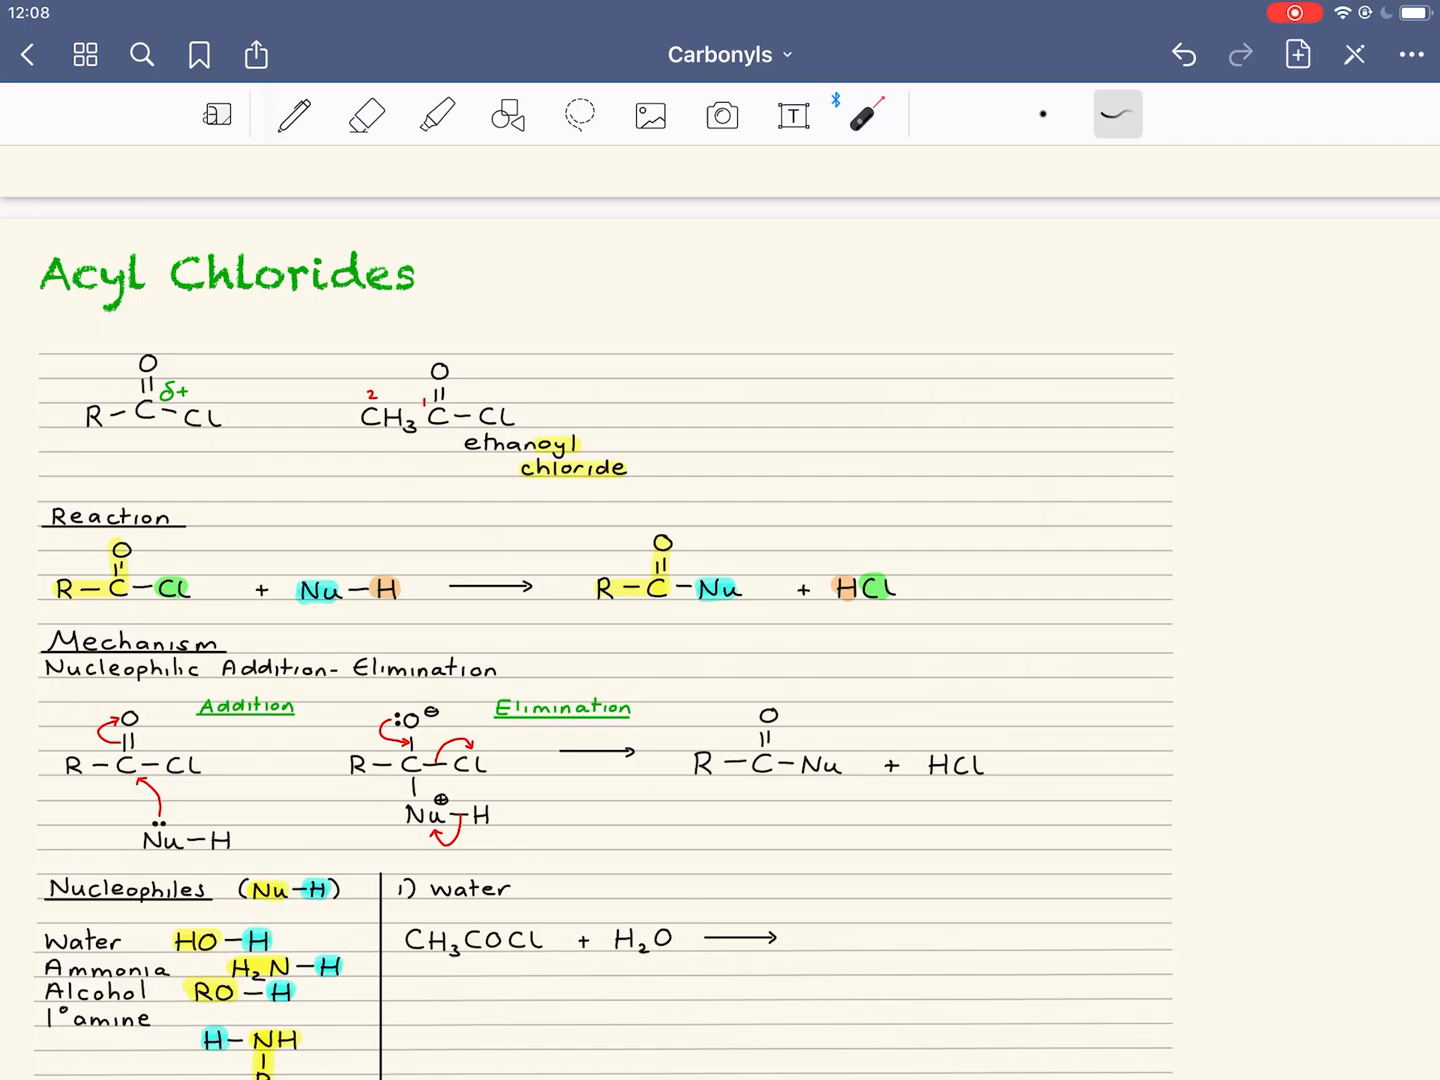 12:08
Carbonyls
T
Acyl Chlorides
O
δ+
R - C - Cl
O
2 1
CH3 C - Cl
ethanoyl
chloride
Reaction
O
R - C - Cl + Nu - H → R - C - Nu + HCl
O
Mechanism
Nucleophilic Addition- Elimination
Addition Elimination
O :O⊖ O
R - C - Cl R - C - Cl → R - C - Nu + HCl
Nu - H Nu⊕ - H
Nucleophiles (Nu-H)
Water HO - H
Ammonia H2N - H
Alcohol RO - H
1° amine
H - NH
R
1) water
CH3COCl + H2O →